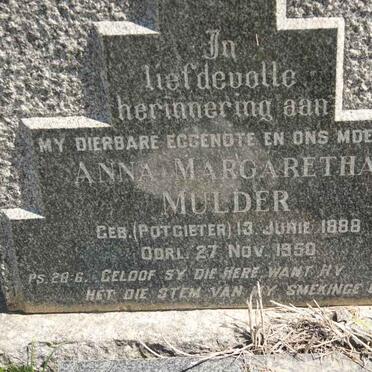 In
liefdevolle
herinnering aan
MY DIERBARE EGGENOTE EN ONS MOE
ANNA MARGARETHA
MULDER
GEB. (POTGIETER) 13 JUNIE 1888
OORL. 27 NOV. 1950
PS. 28-6. GELOOF SY DIE HERE, WANT HY
HET DIE STEM VAN MY SMEKINGE